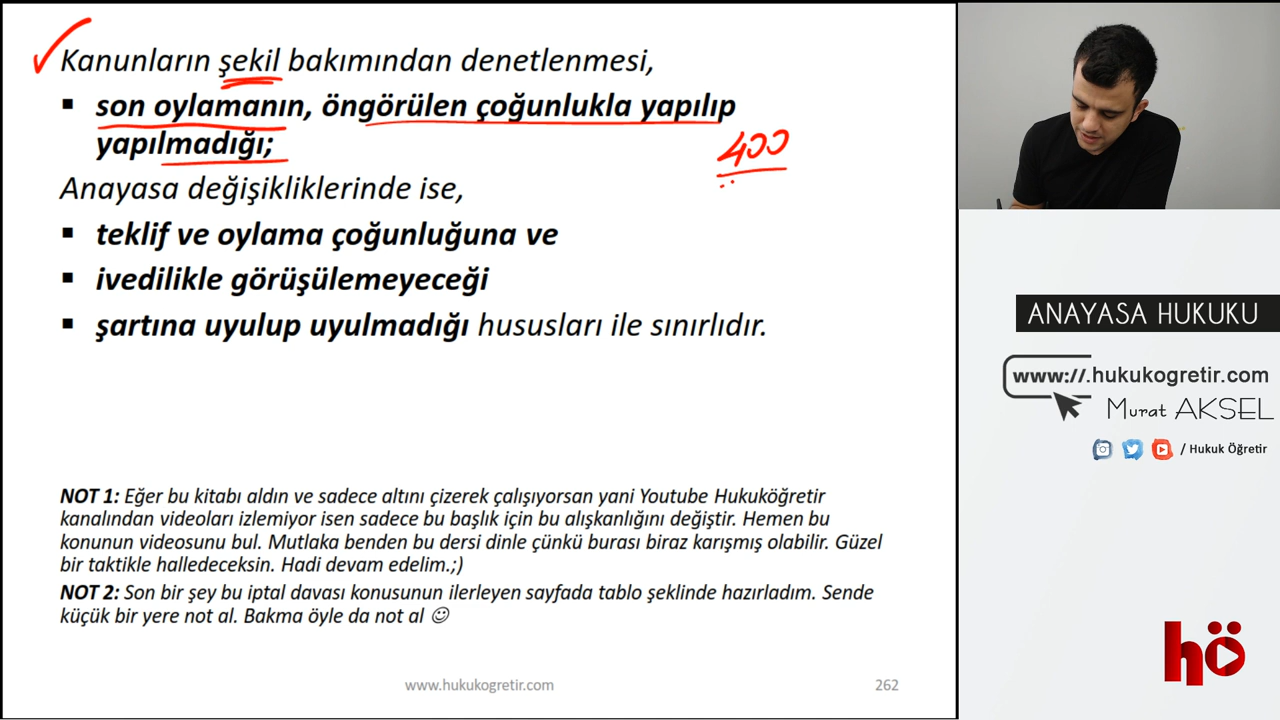 Kanunların şekil bakımından denetlenmesi,
▪ son oylamanın, öngörülen çoğunlukla yapılıp
yapılmadığı;
400
Anayasa değişikliklerinde ise,
▪ teklif ve oylama çoğunluğuna ve
▪ ivedilikle görüşülemeyeceği
▪ şartına uyulup uyulmadığı hususları ile sınırlıdır.
NOT 1: Eğer bu kitabı aldın ve sadece altını çizerek çalışıyorsan yani Youtube Hukuköğretir
kanalından videoları izlemiyor isen sadece bu başlık için bu alışkanlığını değiştir. Hemen bu
konunun videosunu bul. Mutlaka benden bu dersi dinle çünkü burası biraz karışmış olabilir. Güzel
bir taktikle halledeceksin. Hadi devam edelim.;)
NOT 2: Son bir şey bu iptal davası konusunun ilerleyen sayfada tablo şeklinde hazırladım. Sende
küçük bir yere not al. Bakma öyle da not al ☺
www.hukukogretir.com
262
ANAYASA HUKUKU
www://.hukukogretir.com
Murat AKSEL
/ Hukuk Öğretir
hö